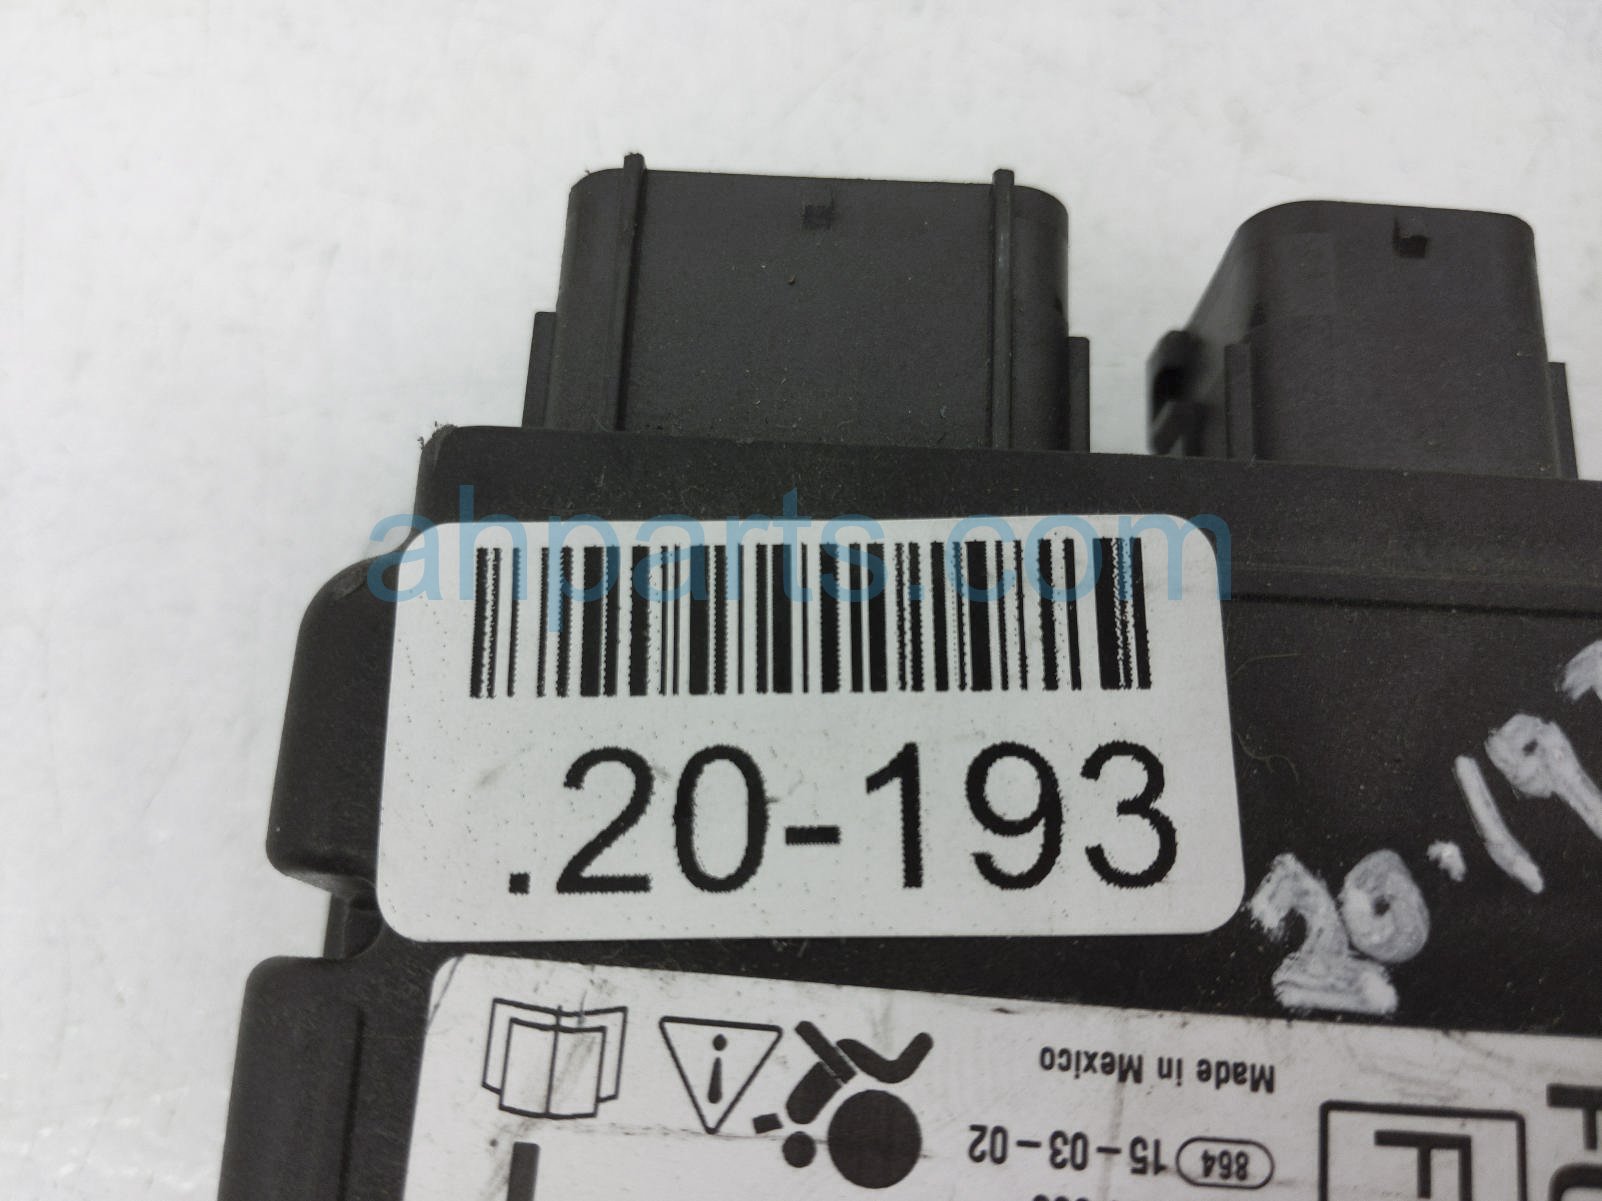 ahparts.com
.20-193
20-19
Made in Mexico
864 15-03-02
F